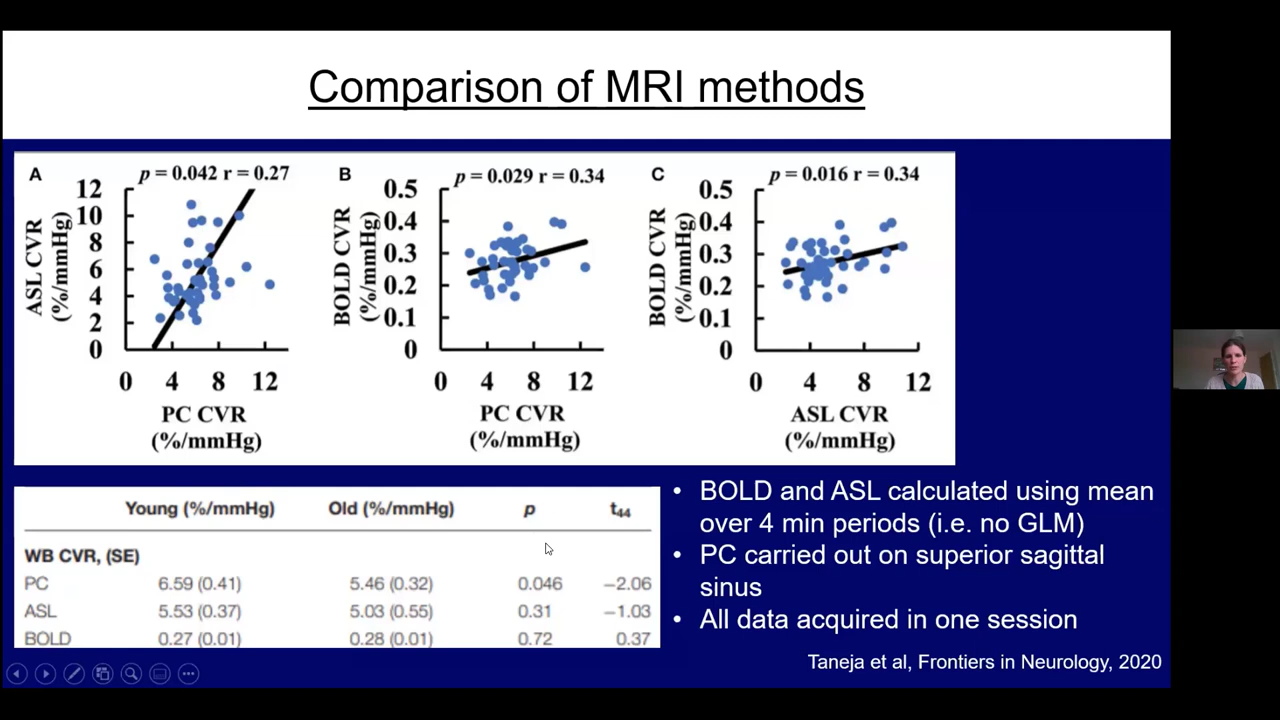 Comparison of MRI methods
A
p = 0.042 r = 0.27
ASL CVR
(%/mmHg)
12
10
8
6
4
2
0
0 4 8 12
PC CVR
(%/mmHg)
B
p = 0.029 r = 0.34
BOLD CVR
(%/mmHg)
0.5
0.4
0.3
0.2
0.1
0
0 4 8 12
PC CVR
(%/mmHg)
C
p = 0.016 r = 0.34
BOLD CVR
(%/mmHg)
0.5
0.4
0.3
0.2
0.1
0
0 4 8 12
ASL CVR
(%/mmHg)
Young (%/mmHg) Old (%/mmHg) p t44
WB CVR, (SE)
PC 6.59 (0.41) 5.46 (0.32) 0.046 −2.06
ASL 5.53 (0.37) 5.03 (0.55) 0.31 −1.03
BOLD 0.27 (0.01) 0.28 (0.01) 0.72 0.37
• BOLD and ASL calculated using mean
over 4 min periods (i.e. no GLM)
• PC carried out on superior sagittal
sinus
• All data acquired in one session
Taneja et al, Frontiers in Neurology, 2020